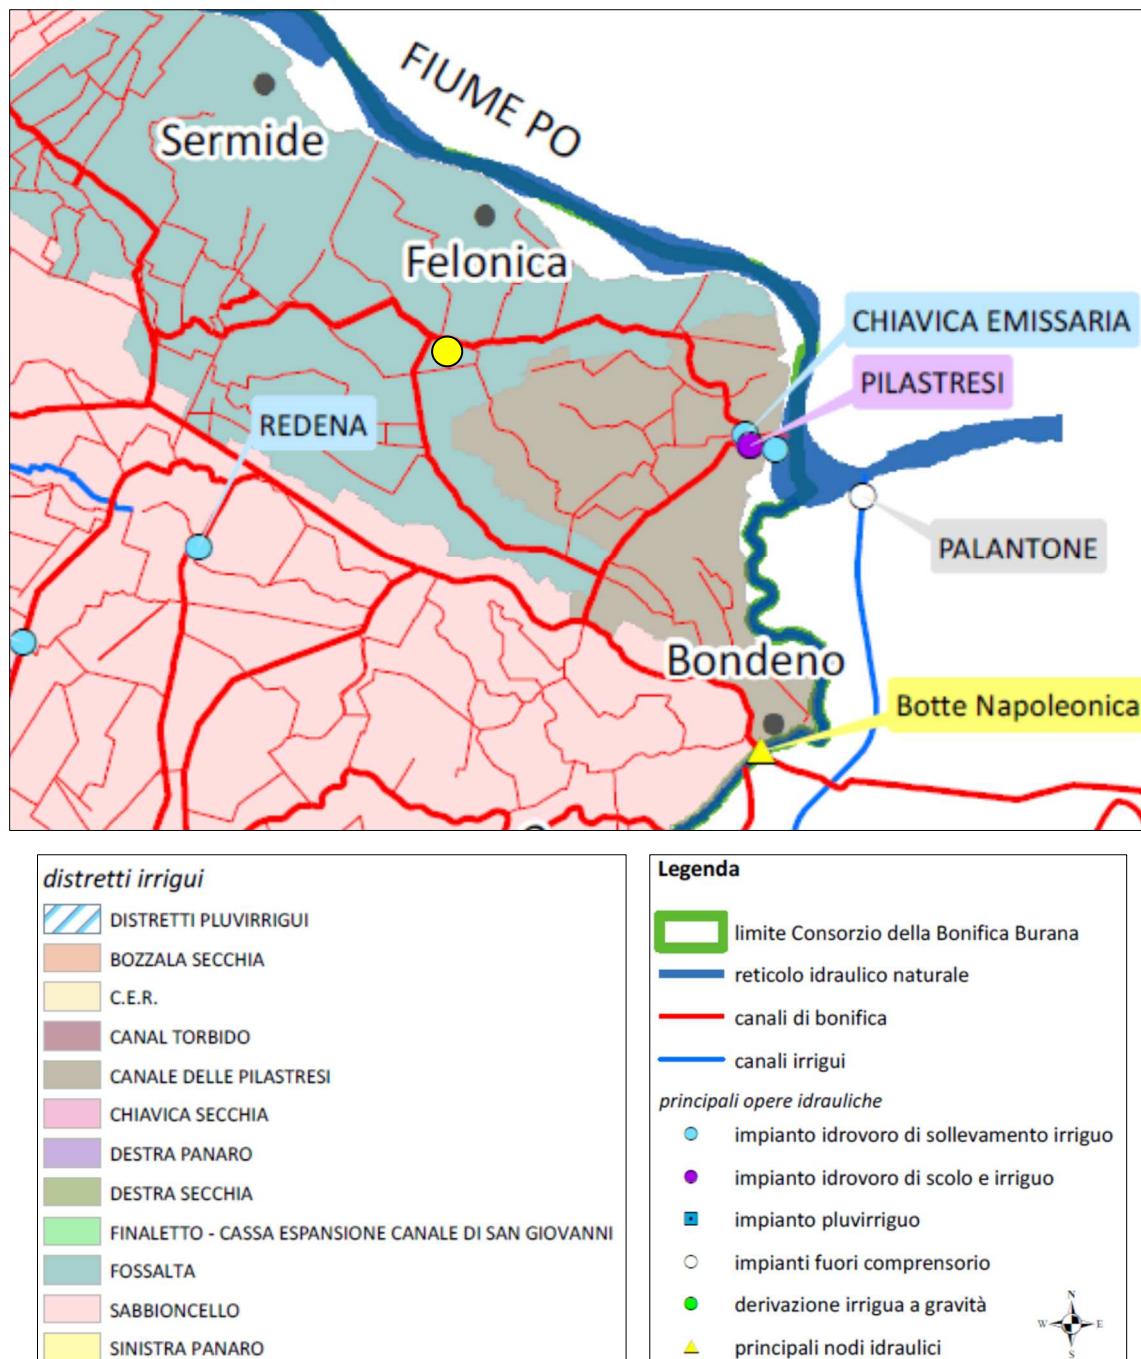 FIUME PO
Sermide
Felonica
CHIAVICA EMISSARIA
PILASTRESI
REDENA
PALANTONE
Bondeno
Botte Napoleonica
distretti irrigui
DISTRETTI PLUVIRRIGUI
BOZZALA SECCHIA
C.E.R.
CANAL TORBIDO
CANALE DELLE PILASTRESI
CHIAVICA SECCHIA
DESTRA PANARO
DESTRA SECCHIA
FINALETTO - CASSA ESPANSIONE CANALE DI SAN GIOVANNI
FOSSALTA
SABBIONCELLO
SINISTRA PANARO
Legenda
limite Consorzio della Bonifica Burana
reticolo idraulico naturale
canali di bonifica
canali irrigui
principali opere idrauliche
impianto idrovoro di sollevamento irriguo
impianto idrovoro di scolo e irriguo
impianto pluvirriguo
impianti fuori comprensorio
derivazione irrigua a gravità
principali nodi idraulici
N
W E
S